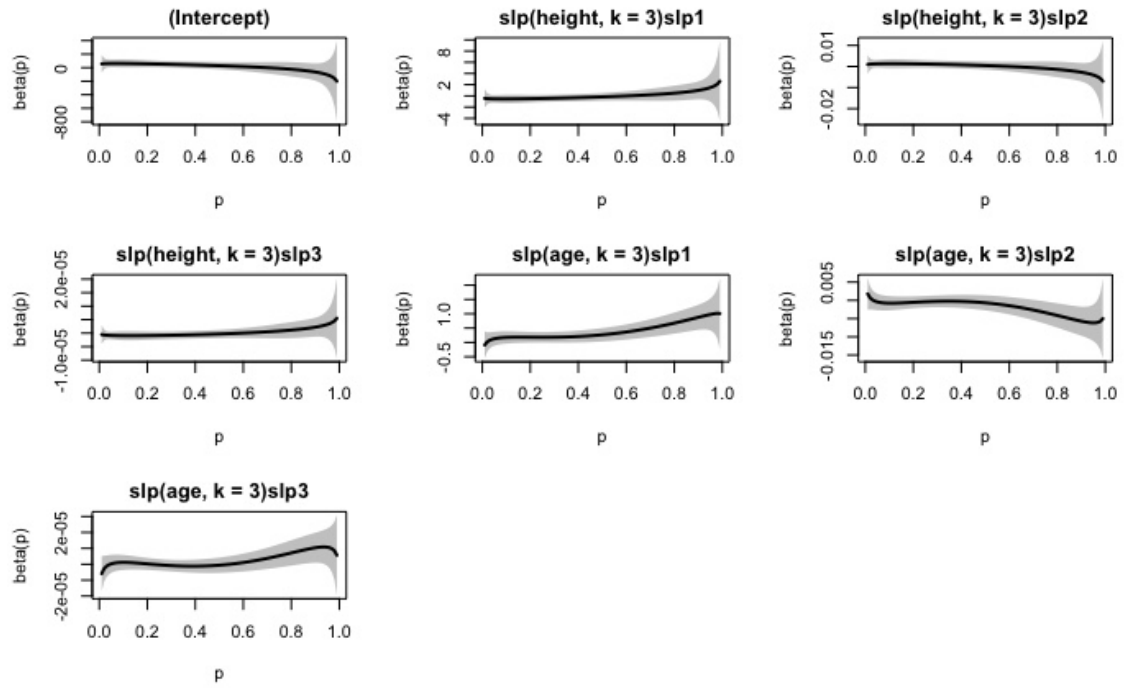 (Intercept)
beta(p)
0
-800
0.0 0.2 0.4 0.6 0.8 1.0
p
slp(height, k = 3)slp1
beta(p)
8
2
-4
0.0 0.2 0.4 0.6 0.8 1.0
p
slp(height, k = 3)slp2
beta(p)
0.01
-0.02
0.0 0.2 0.4 0.6 0.8 1.0
p
slp(height, k = 3)slp3
beta(p)
2.0e-05
-1.0e-05
0.0 0.2 0.4 0.6 0.8 1.0
p
slp(age, k = 3)slp1
beta(p)
1.0
-0.5
0.0 0.2 0.4 0.6 0.8 1.0
p
slp(age, k = 3)slp2
beta(p)
0.005
-0.015
0.0 0.2 0.4 0.6 0.8 1.0
p
slp(age, k = 3)slp3
beta(p)
2e-05
-2e-05
0.0 0.2 0.4 0.6 0.8 1.0
p